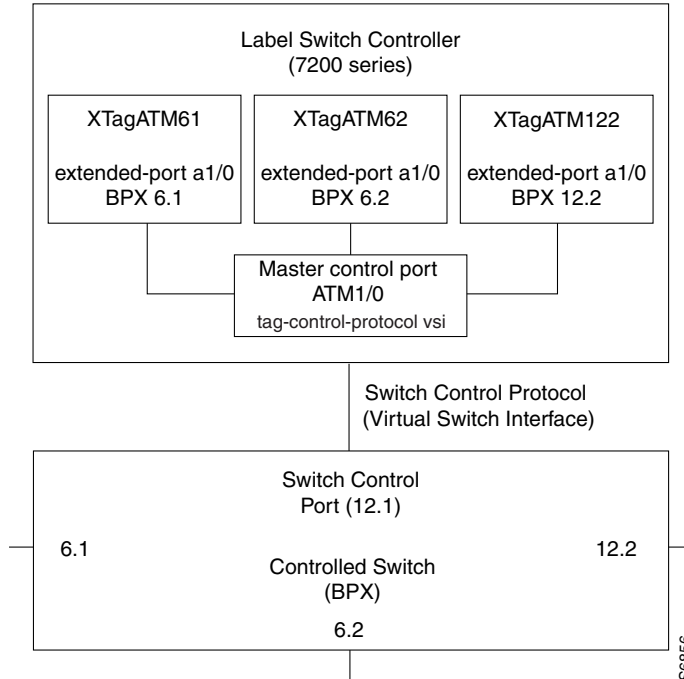 Label Switch Controller
(7200 series)
XTagATM61
extended-port a1/0
BPX 6.1
XTagATM62
extended-port a1/0
BPX 6.2
XTagATM122
extended-port a1/0
BPX 12.2
Master control port
ATM1/0
tag-control-protocol vsi
Switch Control Protocol
(Virtual Switch Interface)
Switch Control
Port (12.1)
6.1
12.2
Controlled Switch
(BPX)
6.2